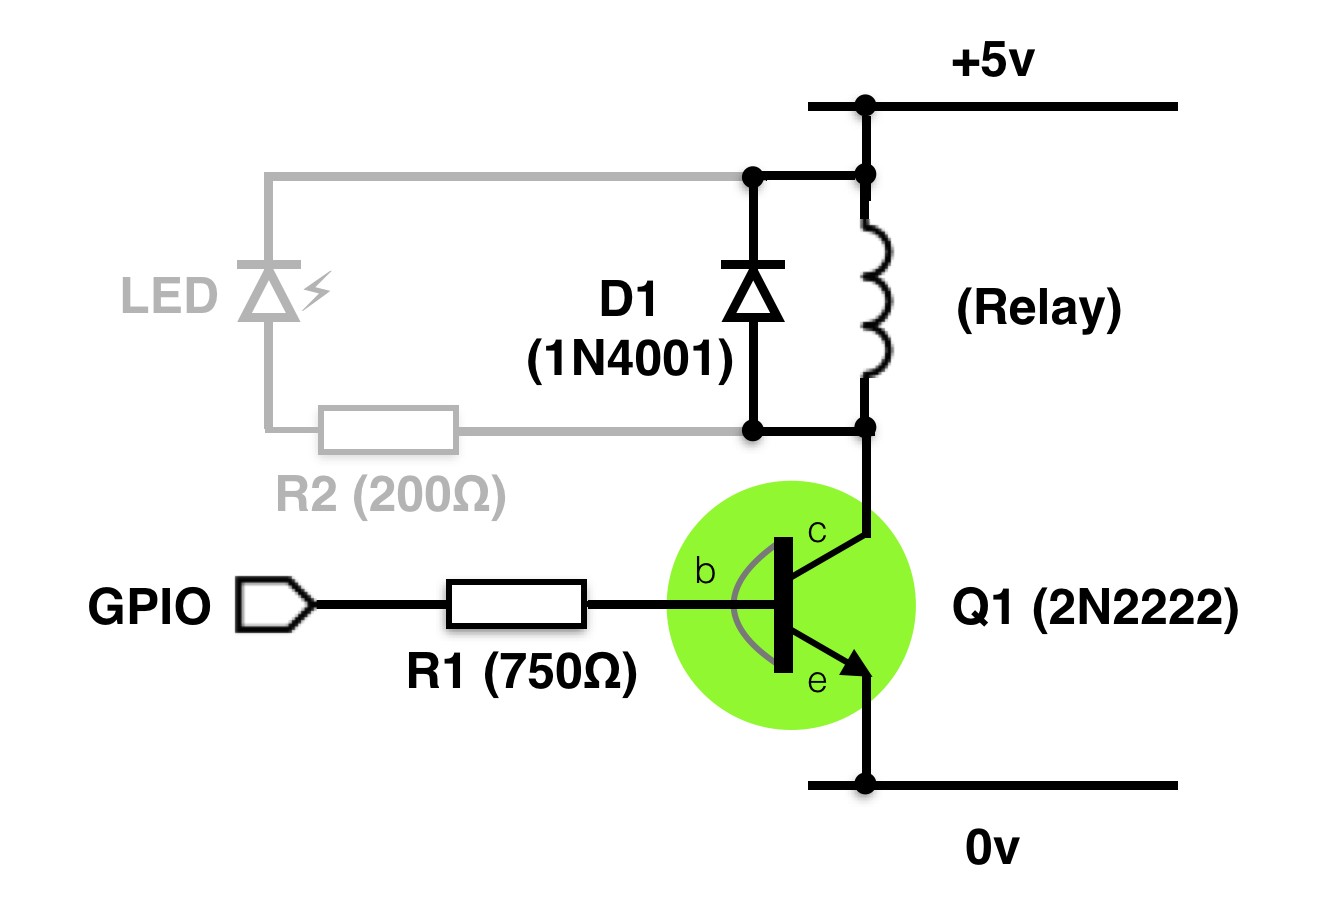 +5v
LED
D1
(1N4001)
(Relay)
R2 (200Ω)
c
b
GPIO
Q1 (2N2222)
R1 (750Ω)
e
0v